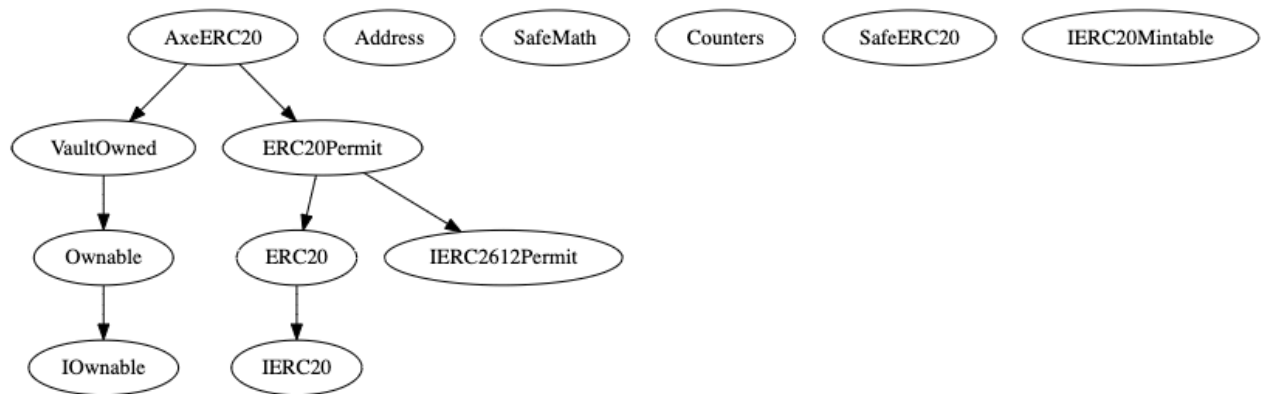 AxeERC20
Address
SafeMath
Counters
SafeERC20
IERC20Mintable
VaultOwned
ERC20Permit
Ownable
ERC20
IERC2612Permit
IOwnable
IERC20